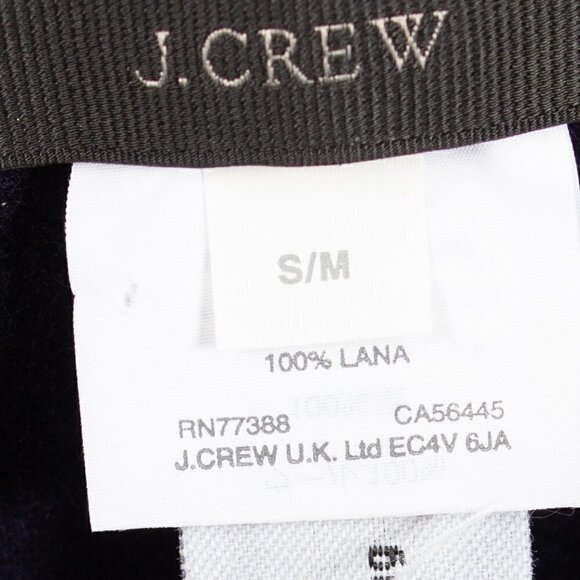 J.CREW
S/M
100% LANA
RN77388 CA56445
J.CREW U.K. Ltd EC4V 6JA